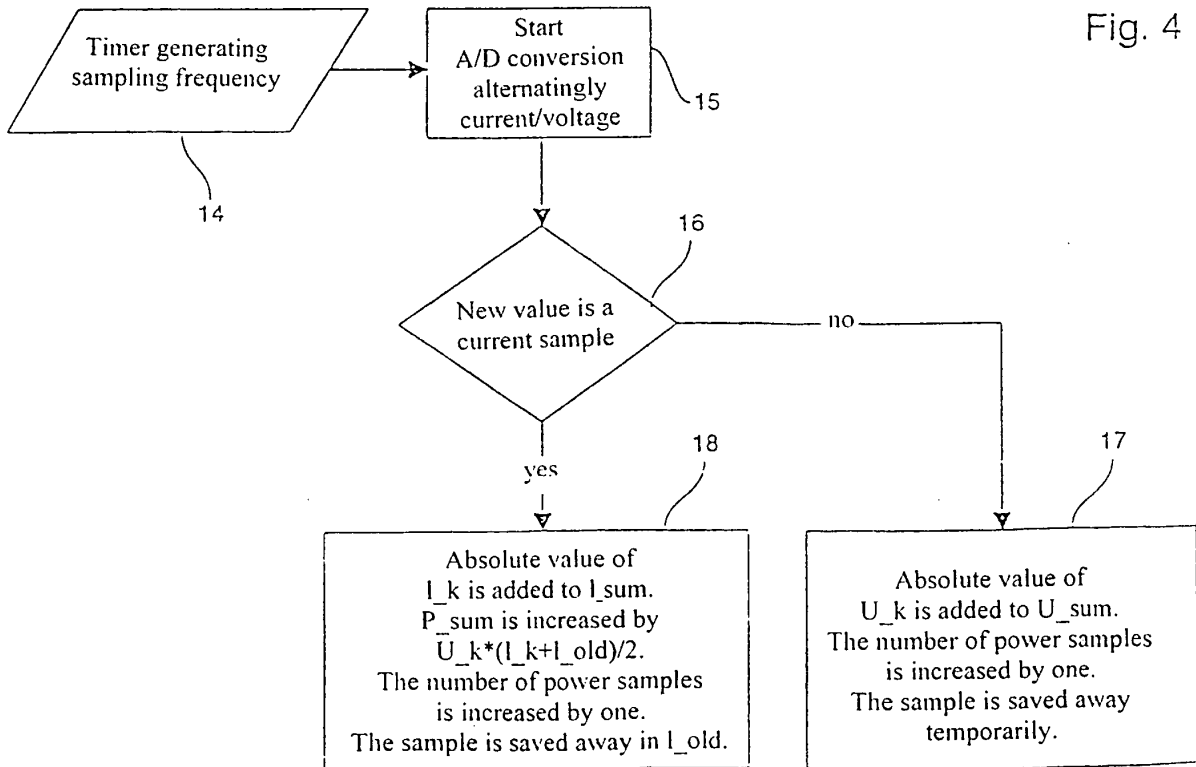 Fig. 4
Timer generating
sampling frequency
14
Start
A/D conversion
alternatingly
current/voltage
15
16
New value is a
current sample
no
yes
18
Absolute value of
I_k is added to I_sum.
P_sum is increased by
U_k*(I_k+I_old)/2.
The number of power samples
is increased by one.
The sample is saved away in I_old.
17
Absolute value of
U_k is added to U_sum.
The number of power samples
is increased by one.
The sample is saved away
temporarily.